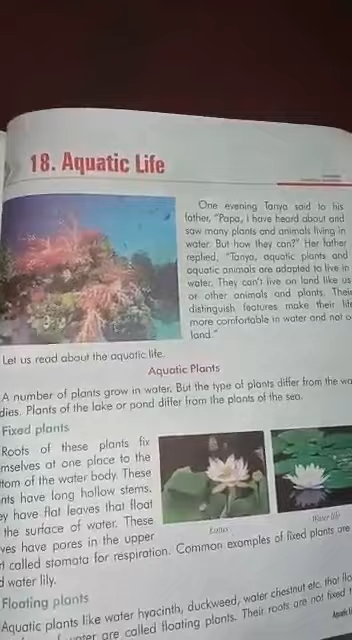 18. Aquatic Life
One evening Tanya said to his
father, "Papa, I have heard about and
saw many plants and animals living in
water. But how they can?" Her father
replied, "Tanya, aquatic plants and
aquatic animals are adapted to live in
water. They can't live on land like us
or other animals and plants. Their
distinguish features make their life
more comfortable in water and not o
land."
Let us read about the aquatic life.
Aquatic Plants
A number of plants grow in water. But the type of plants differ from the wa
dies. Plants of the lake or pond differ from the plants of the sea.
Fixed plants
Roots of these plants fix
mselves at one place to the
tom of the water body. These
nts have long hollow stems.
ey have flat leaves that float
the surface of water. These
ves have pores in the upper
called stomata for respiration. Common examples of fixed plants are
d water lily.
Lotus
Water lily
Floating plants
Aquatic plants like water hyacinth, duckweed, water chestnut etc. that flo
water are called floating plants. Their roots are not fixed